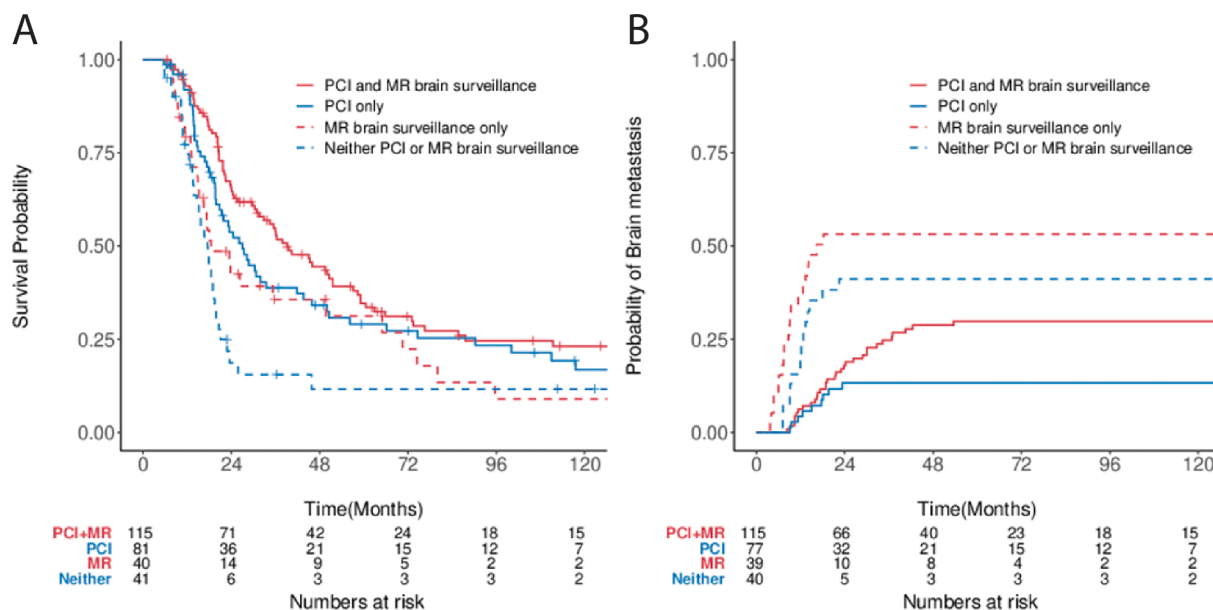 A
1.00
0.75
0.50
0.25
0.00
Survival Probability
PCI and MR brain surveillance
PCI only
MR brain surveillance only
Neither PCI or MR brain surveillance
0 24 48 72 96 120
Time(Months)
PCI+MR 115 71 42 24 18 15
PCI 81 36 21 15 12 7
MR 40 14 9 5 2 2
Neither 41 6 3 3 3 2
Numbers at risk
B
1.00
0.75
0.50
0.25
0.00
Probability of Brain metastasis
PCI and MR brain surveillance
PCI only
MR brain surveillance only
Neither PCI or MR brain surveillance
0 24 48 72 96 120
Time(Months)
PCI+MR 115 66 40 23 18 15
PCI 77 32 21 15 12 7
MR 39 10 8 4 2 2
Neither 40 5 3 3 3 2
Numbers at risk